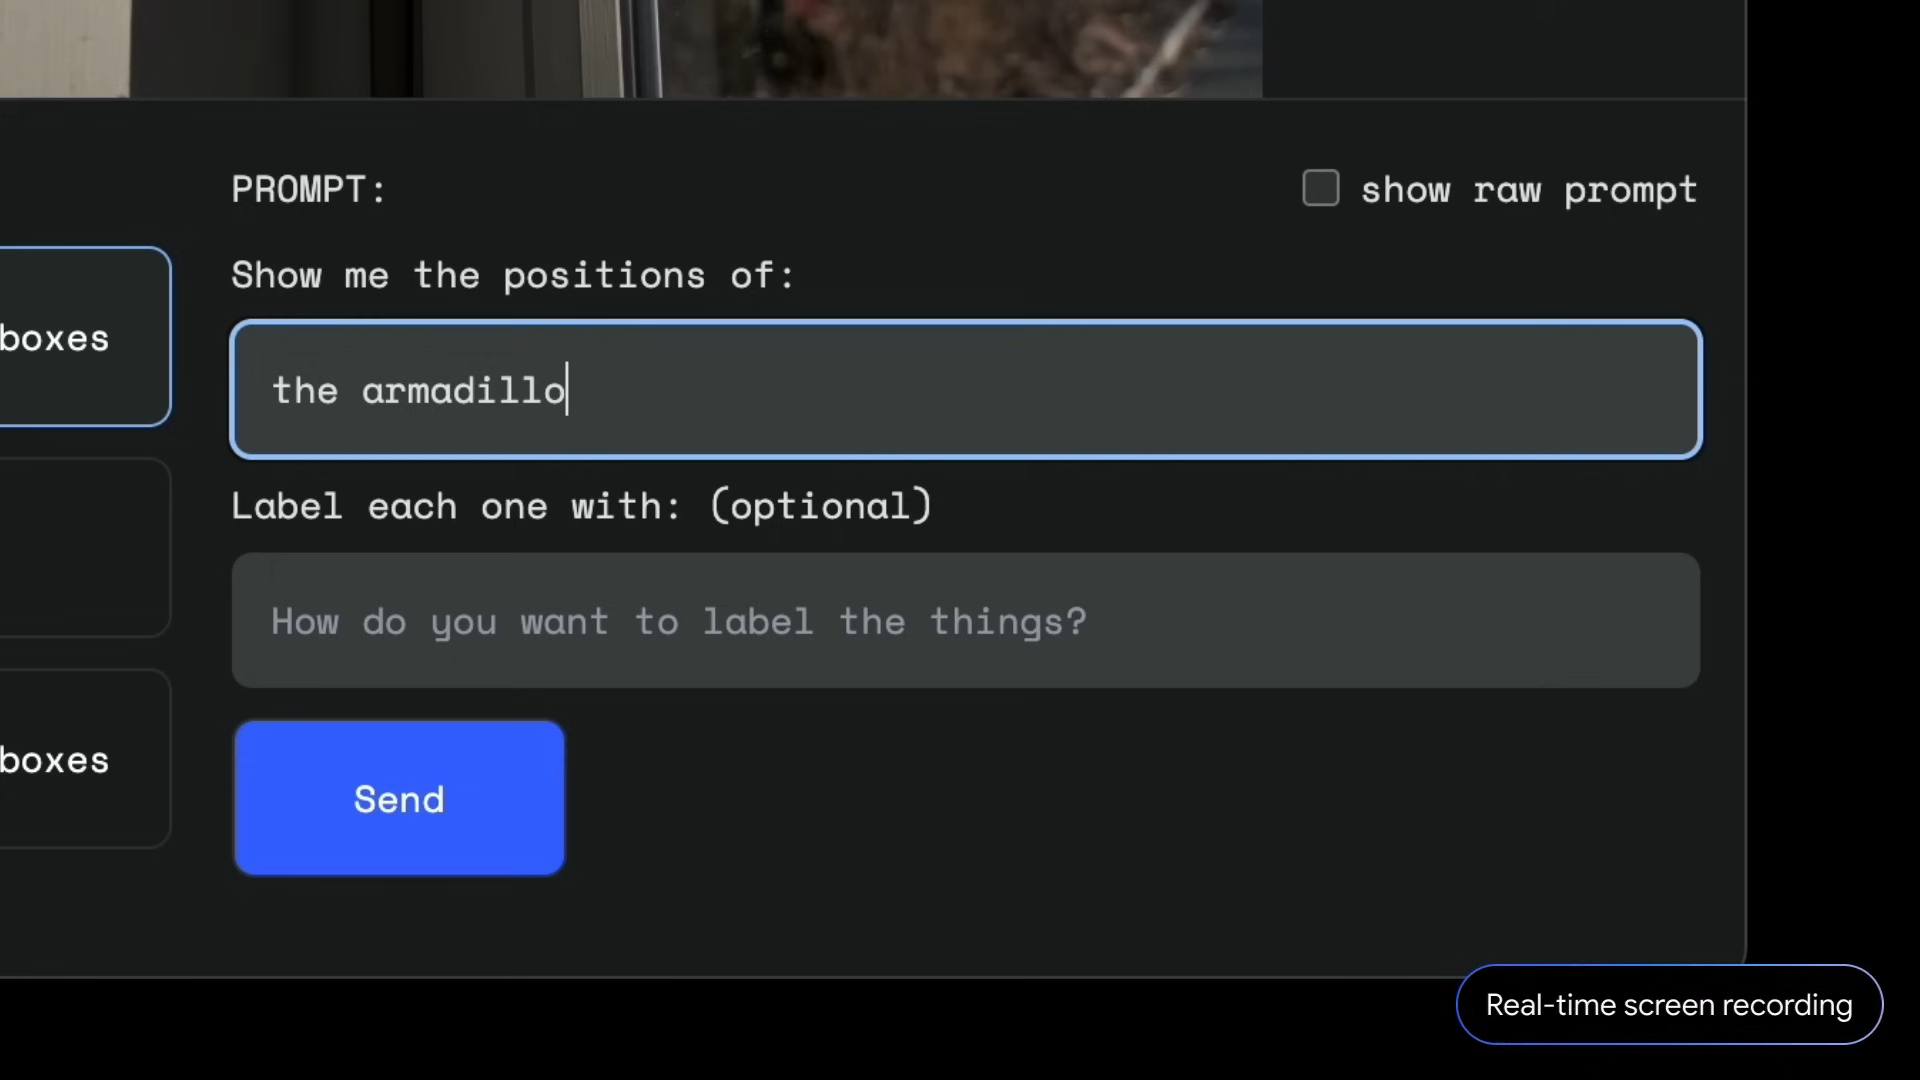 PROMPT:
show raw prompt
Show me the positions of:
boxes
the armadillo
Label each one with: (optional)
How do you want to label the things?
boxes
Send
Real-time screen recording